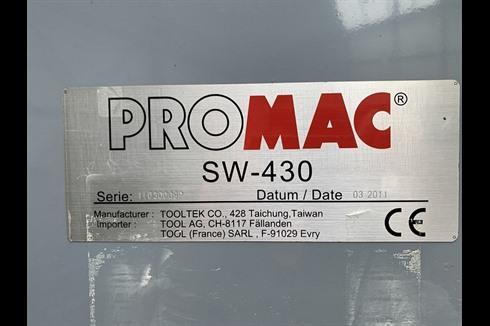 PROMAC®
SW-430
Serie: Datum / Date 03 2011
Manufacturer : TOOLTEK CO., 428 Taichung,Taiwan
Importer : TOOL AG, CH-8117 Fällanden
TOOL (France) SARL , F-91029 Evry
CE